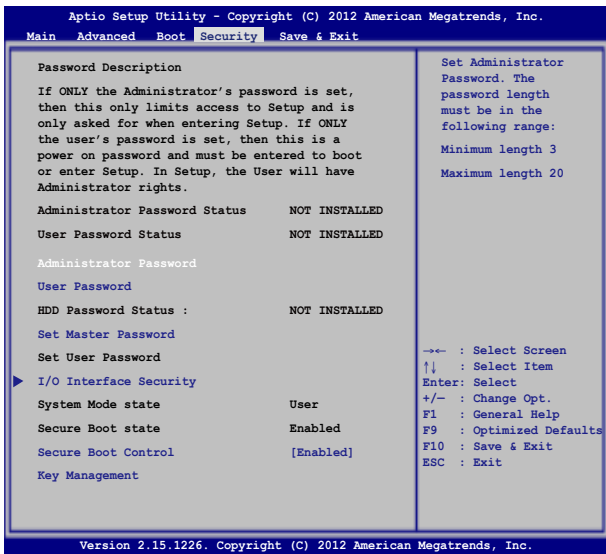 Aptio Setup Utility - Copyright (C) 2012 American Megatrends, Inc.
Main Advanced Boot Security Save & Exit
Password Description
If ONLY the Administrator's password is set,
then this only limits access to Setup and is
only asked for when entering Setup. If ONLY
the user's password is set, then this is a
power on password and must be entered to boot
or enter Setup. In Setup, the User will have
Administrator rights.
Administrator Password Status NOT INSTALLED
User Password Status NOT INSTALLED
Administrator Password
User Password
HDD Password Status : NOT INSTALLED
Set Master Password
Set User Password
I/O Interface Security
System Mode state User
Secure Boot state Enabled
Secure Boot Control [Enabled]
Key Management
Set Administrator
Password. The
password length
must be in the
following range:
Minimum length 3
Maximum length 20
→← : Select Screen
↑↓ : Select Item
Enter: Select
+/— : Change Opt.
F1 : General Help
F9 : Optimized Defaults
F10 : Save & Exit
ESC : Exit
Version 2.15.1226. Copyright (C) 2012 American Megatrends, Inc.